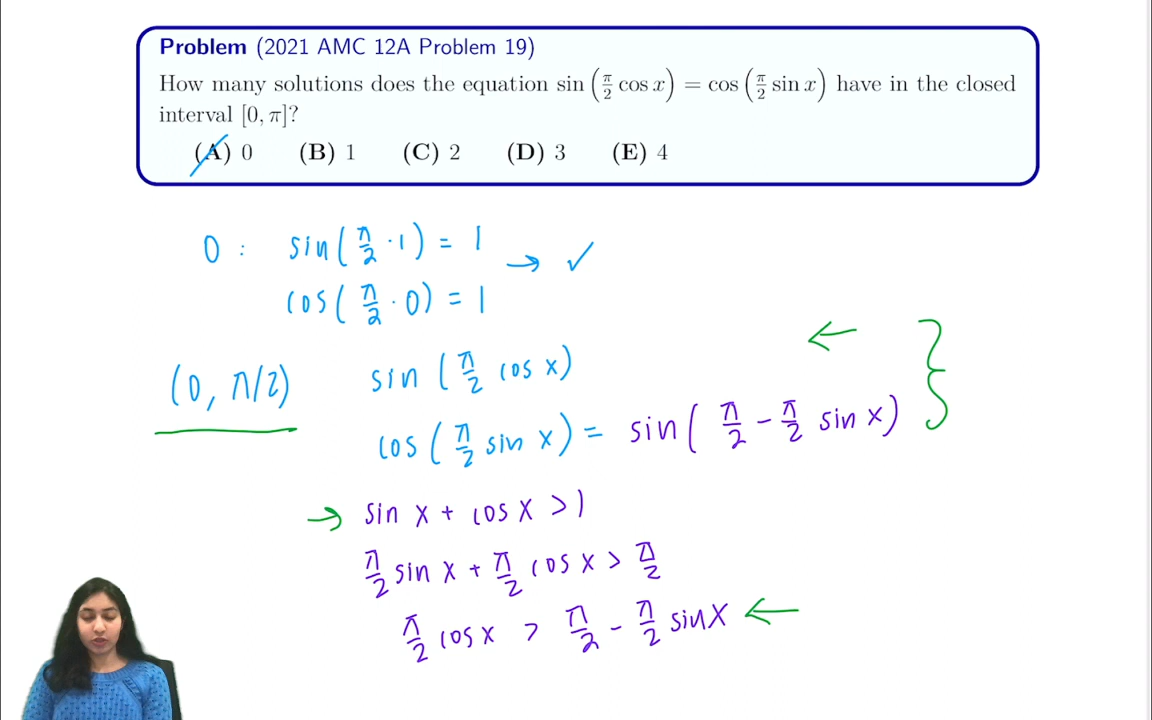 Problem (2021 AMC 12A Problem 19)
How many solutions does the equation sin (π/2 cos x) = cos (π/2 sin x) have in the closed
interval [0, π]?
(A) 0 (B) 1 (C) 2 (D) 3 (E) 4
0 : sin(π/2 · 1) = 1
→ ✓
cos(π/2 · 0) = 1
←
(0, π/2) sin (π/2 cos x)
cos (π/2 sin x) = sin( π/2 - π/2 sin x) }
→ sin x + cos x > 1
π/2 sin x + π/2 cos x > π/2
π/2 cos x > π/2 - π/2 sin x ←